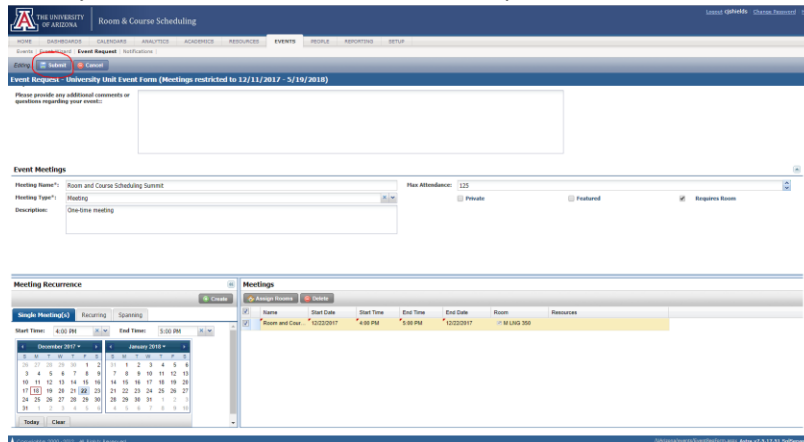 THE UNIVERSITY OF ARIZONA
Room & Course Scheduling
Logout rjshields Change Password
HOME DASHBOARDS CALENDARS ANALYTICS ACADEMICS RESOURCES EVENTS PEOPLE REPORTING SETUP
Events Event Wizard Event Request Notifications
Editing Submit Cancel
Event Request - University Unit Event Form (Meetings restricted to 12/11/2017 - 5/19/2018)
Please provide any additional comments or
questions regarding your event::
Event Meetings
Meeting Name*: Room and Course Scheduling Summit Max Attendance: 125
Meeting Type*: Meeting Private Featured Requires Room
Description: One-time meeting
Meeting Recurrence Meetings
Create Assign Rooms Delete
Single Meeting(s) Recurring Spanning
Name Start Date Start Time End Time End Date Room Resources
Room and Cour... 12/22/2017 4:00 PM 5:00 PM 12/22/2017 M LNG 350
Start Time: 4:00 PM End Time: 5:00 PM
December 2017 January 2018
S M T W T F S S M T W T F S
26 27 28 29 30 1 2 31 1 2 3 4 5 6
3 4 5 6 7 8 9 7 8 9 10 11 12 13
10 11 12 13 14 15 16 14 15 16 17 18 19 20
17 18 19 20 21 22 23 21 22 23 24 25 26 27
24 25 26 27 28 29 30 28 29 30 31 1 2 3
31 1 2 3 4 5 6 4 5 6 7 8 9 10
Today Clear